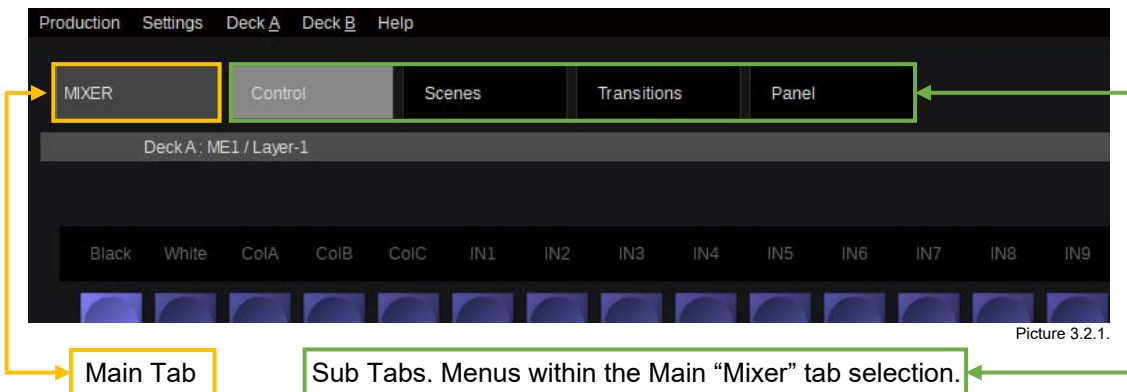 Production Settings Deck A Deck B Help
MIXER Control Scenes Transitions Panel
Deck A : ME1 / Layer-1
Black White ColA ColB ColC IN1 IN2 IN3 IN4 IN5 IN6 IN7 IN8 IN9
Picture 3.2.1.
Main Tab Sub Tabs. Menus within the Main “Mixer” tab selection.